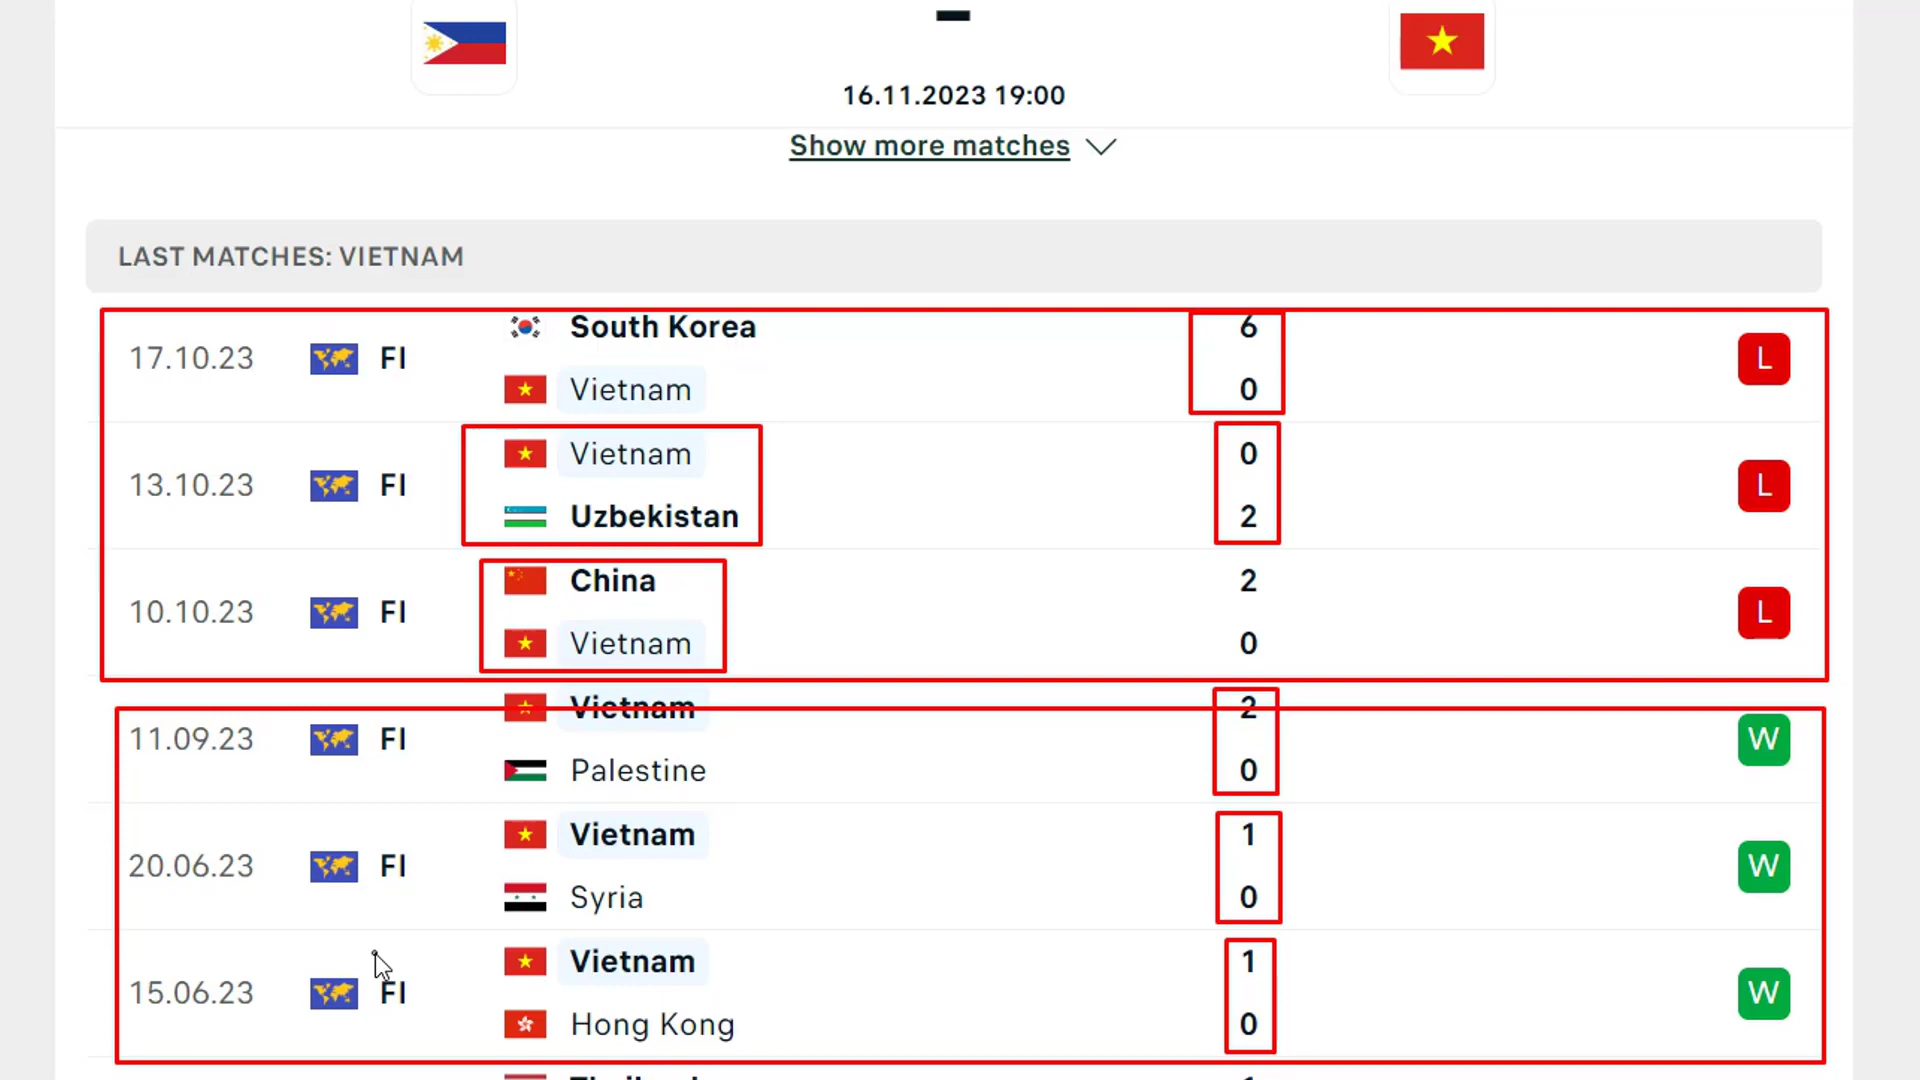 16.11.2023 19:00
Show more matches
LAST MATCHES: VIETNAM
17.10.23 FI South Korea 6 L
Vietnam 0
13.10.23 FI Vietnam 0 L
Uzbekistan 2
10.10.23 FI China 2 L
Vietnam 0
11.09.23 FI Vietnam 2 W
Palestine 0
20.06.23 FI Vietnam 1 W
Syria 0
15.06.23 FI Vietnam 1 W
Hong Kong 0